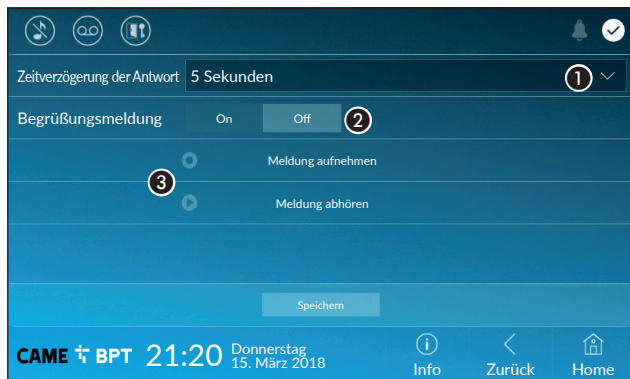 Zeitverzögerung der Antwort 5 Sekunden 1
Begrüßungsmeldung On Off 2
Meldung aufnehmen
3
Meldung abhören
Speichern
CAME BPT 21:20 Donnerstag
15. März 2018
Info Zurück Home